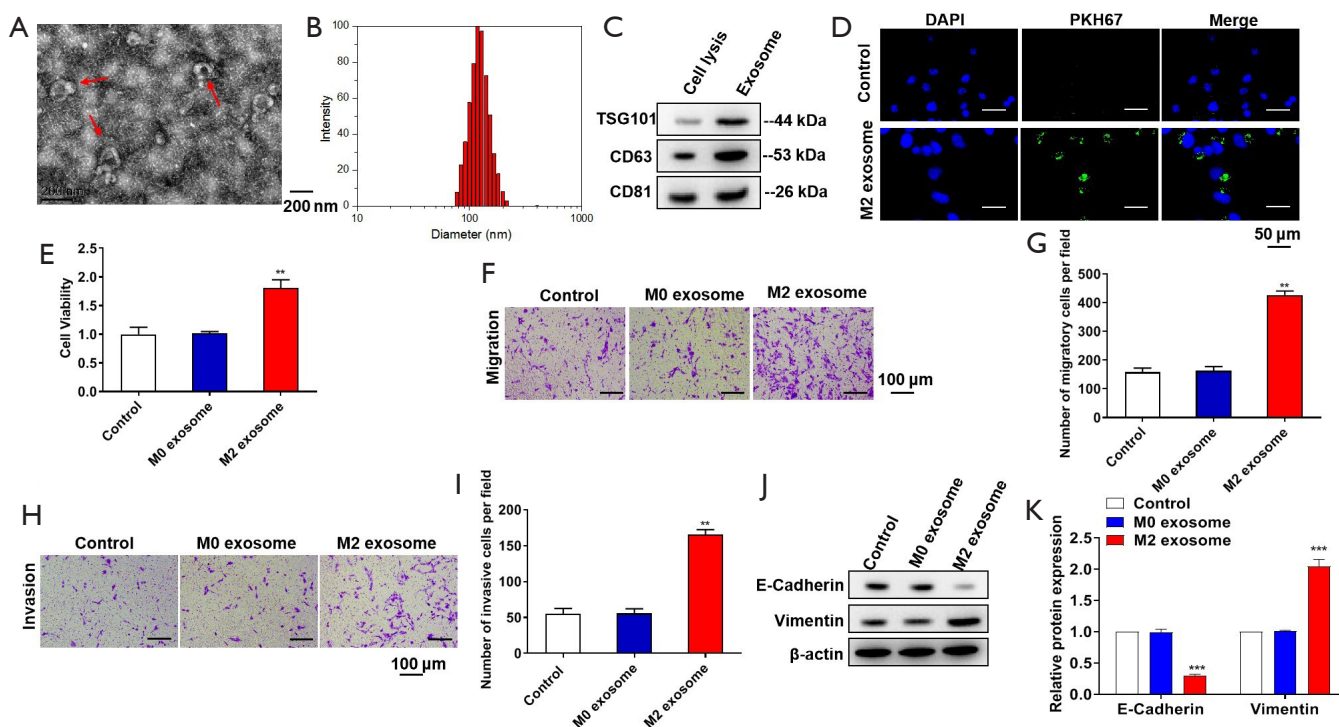 A
200 nm
B
Intensity
100
80
60
40
20
0
10
100
1000
Diameter (nm)
C
Cell lysis
Exosome
TSG101
--44 kDa
CD63
--53 kDa
CD81
--26 kDa
D
DAPI
PKH67
Merge
Control
M2 exosome
50 μm
E
Cell Viability
2.5
2.0
1.5
1.0
0.5
0.0
**
Control
M0 exosome
M2 exosome
F
Control
M0 exosome
M2 exosome
Migration
100 μm
G
Number of migratory cells per field
500
400
300
200
100
0
**
Control
M0 exosome
M2 exosome
H
Control
M0 exosome
M2 exosome
Invasion
100 μm
I
Number of invasive cells per field
200
150
100
50
0
**
Control
M0 exosome
M2 exosome
J
Control
M0 exosome
M2 exosome
E-Cadherin
Vimentin
β-actin
K
Control
M0 exosome
M2 exosome
Relative protein expression
2.5
2.0
1.5
1.0
0.5
0.0
***
***
E-Cadherin
Vimentin